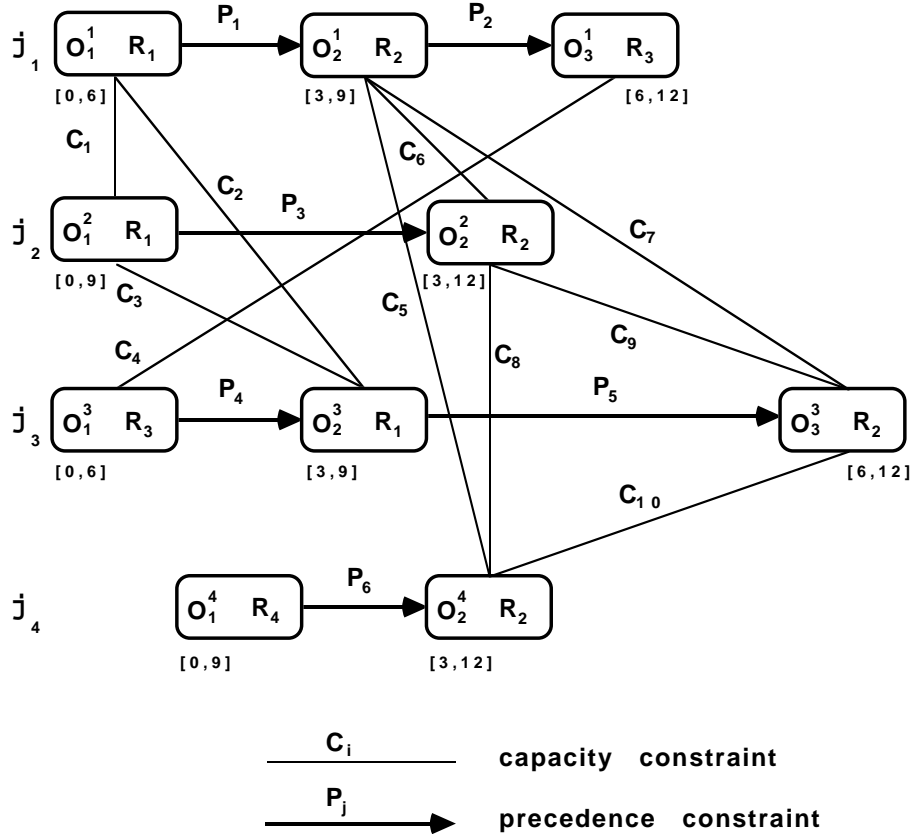 P₁ P₂
j₁ O₁¹ R₁ O₂¹ R₂ O₃¹ R₃
[0,6] [3,9] [6,12]
C₁ C₂ C₆
P₃ C₇
j₂ O₁² R₁ O₂² R₂
[0,9] [3,12]
C₃ C₅ C₉
C₄ C₈
P₄ P₅
j₃ O₁³ R₃ O₂³ R₁ O₃³ R₂
[0,6] [3,9] [6,12]
C₁₀
P₆
j₄ O₁⁴ R₄ O₂⁴ R₂
[0,9] [3,12]
Cᵢ capacity constraint
Pⱼ precedence constraint